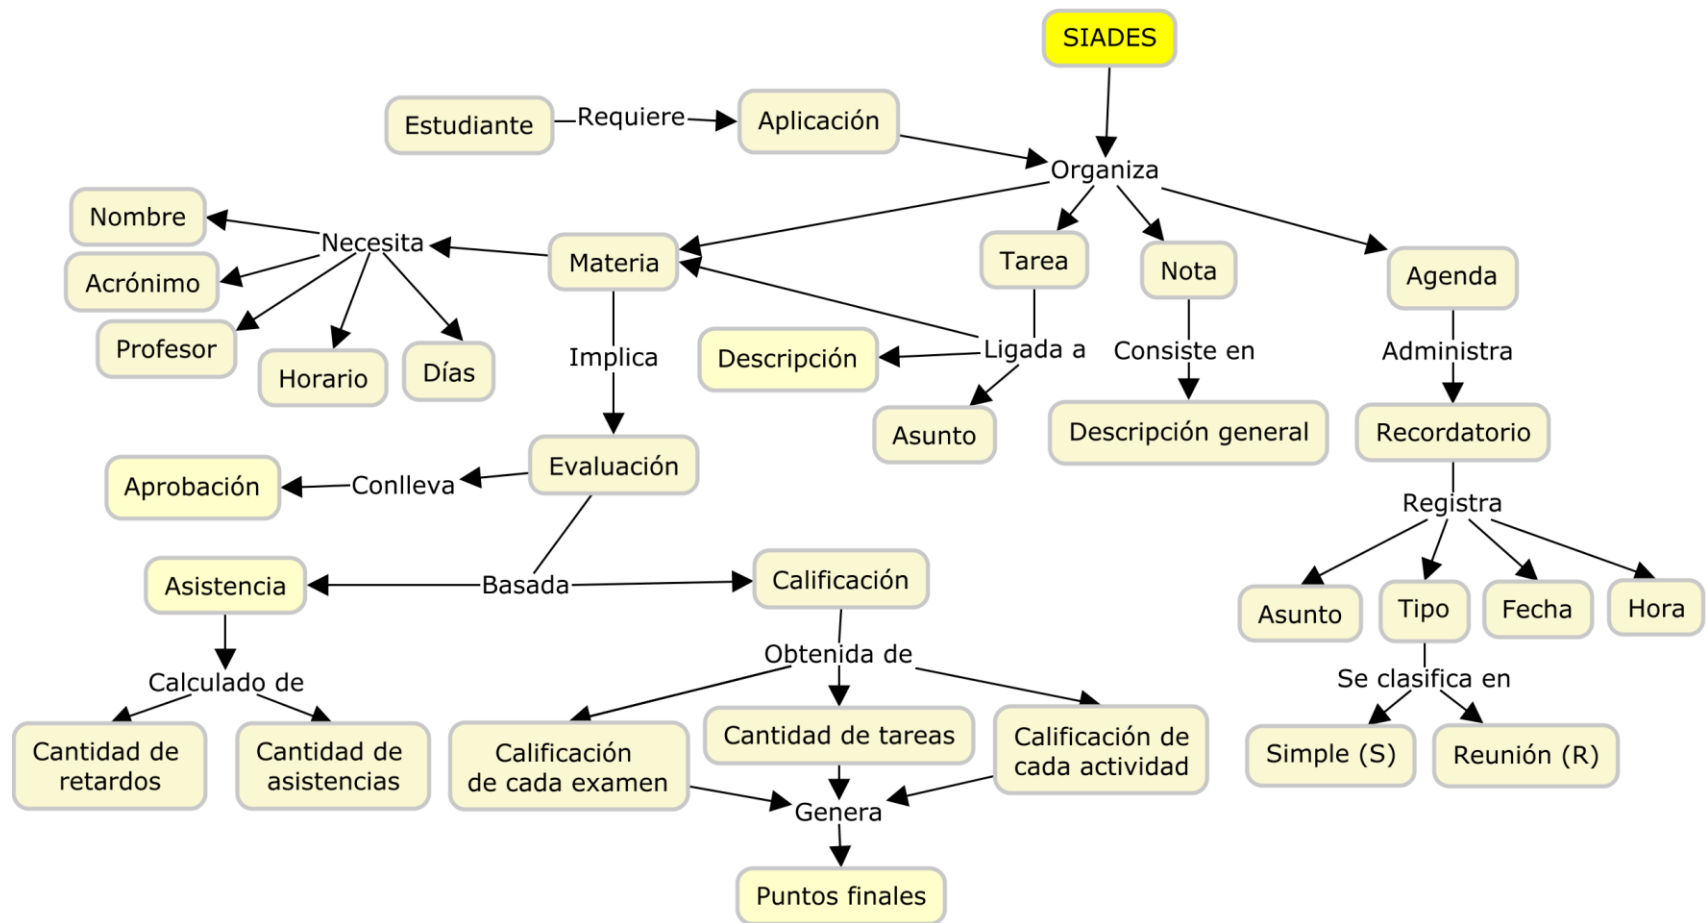 SIADES
Estudiante
Requiere
Aplicación
Organiza
Nombre
Necesita
Acrónimo
Profesor
Horario
Días
Materia
Tarea
Nota
Agenda
Implica
Descripción
Ligada a
Asunto
Consiste en
Descripción general
Administra
Recordatorio
Evaluación
Conlleva
Aprobación
Registra
Asunto
Tipo
Fecha
Hora
Se clasifica en
Simple (S)
Reunión (R)
Basada
Asistencia
Calificación
Calculado de
Cantidad de
retardos
Cantidad de
asistencias
Obtenida de
Calificación
de cada examen
Cantidad de tareas
Calificación de
cada actividad
Genera
Puntos finales